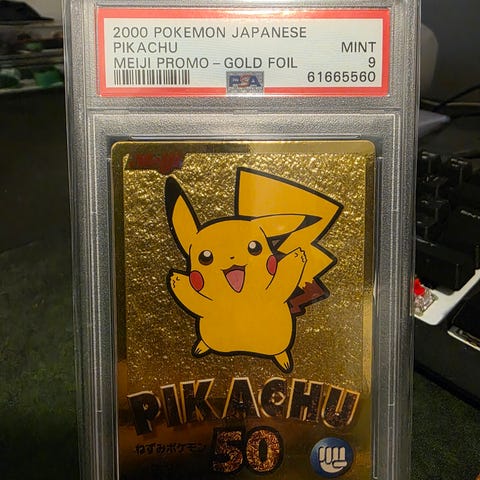 2000 POKEMON JAPANESE
PIKACHU MINT
MEIJI PROMO - GOLD FOIL 9
PSA 61665560
PIKACHU
ねずみポケモン 50